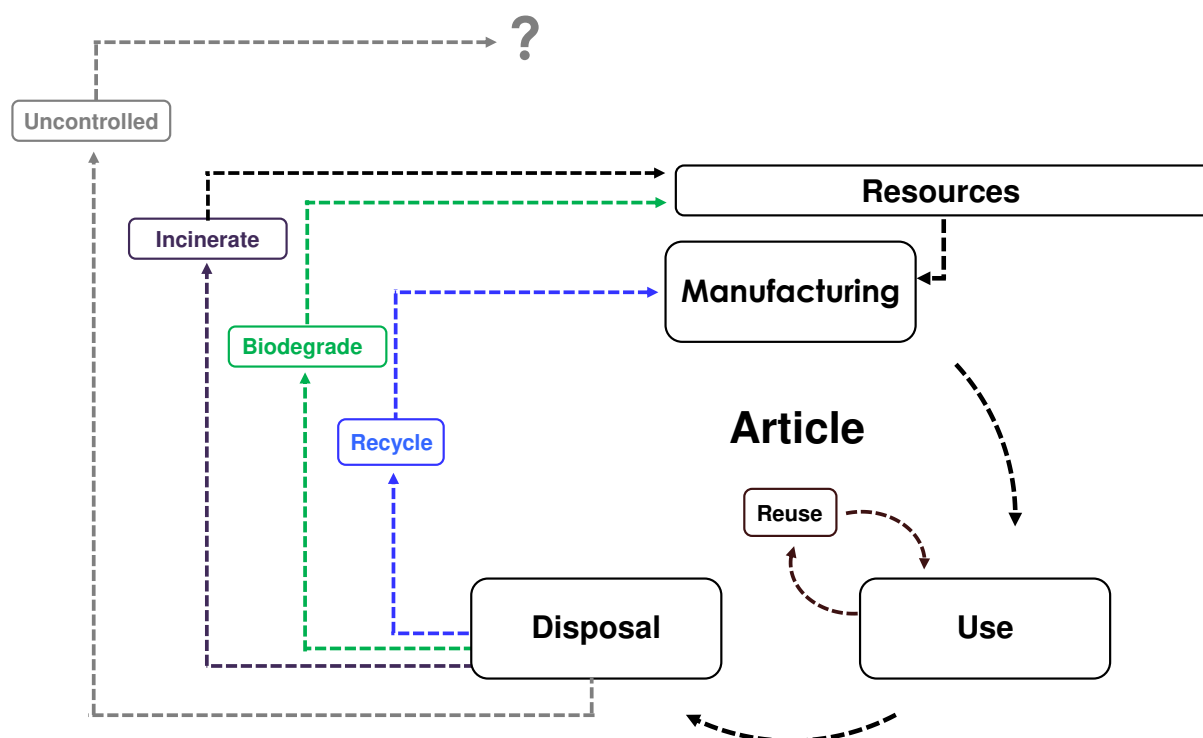 ?
Uncontrolled
Resources
Incinerate
Manufacturing
Biodegrade
Article
Recycle
Reuse
Disposal
Use